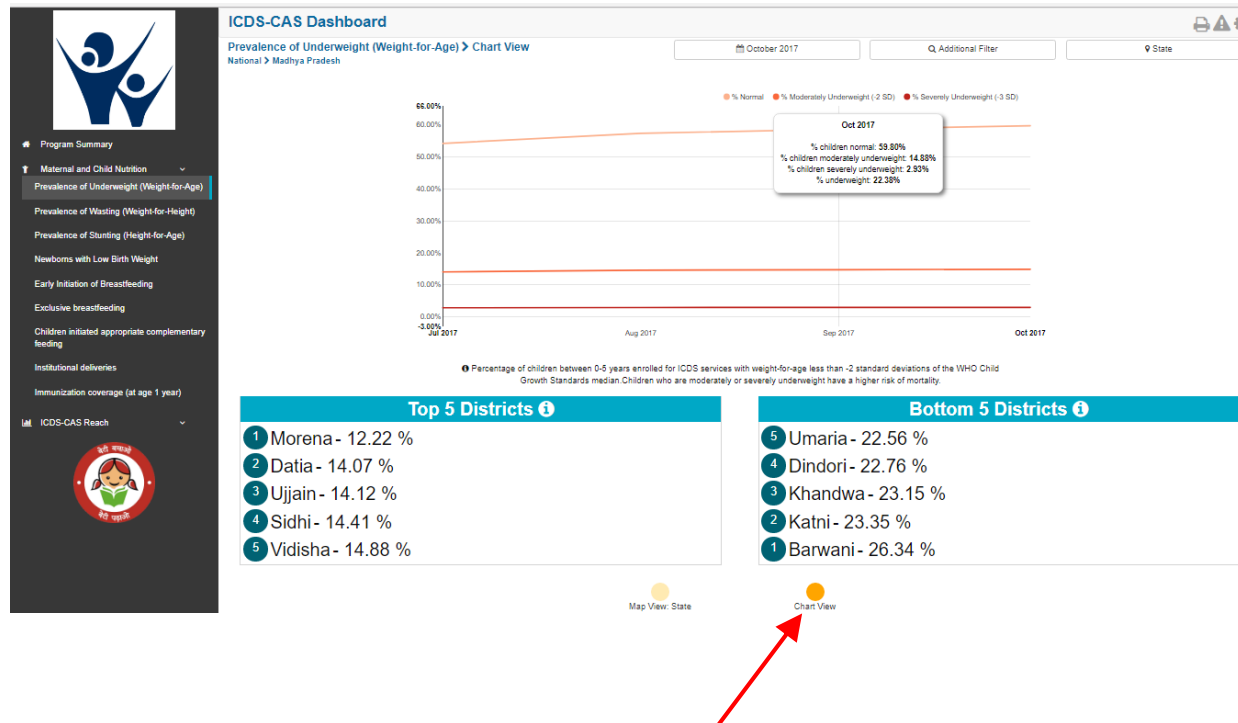 ICDS-CAS Dashboard
Prevalence of Underweight (Weight-for-Age) > Chart View
National > Madhya Pradesh
October 2017
Additional Filter
State
Program Summary
Maternal and Child Nutrition
Prevalence of Underweight (Weight-for-Age)
Prevalence of Wasting (Weight-for-Height)
Prevalence of Stunting (Height-for-Age)
Newborns with Low Birth Weight
Early Initiation of Breastfeeding
Exclusive breastfeeding
Children initiated appropriate complementary
feeding
Institutional deliveries
Immunization coverage (at age 1 year)
ICDS-CAS Reach
बेटी बचाओ
बेटी पढ़ाओ
% Normal % Moderately Underweight (-2 SD) % Severely Underweight (-3 SD)
66.00%
60.00%
50.00%
40.00%
30.00%
20.00%
10.00%
0.00%
-3.00%
Jul 2017
Aug 2017
Sep 2017
Oct 2017
Oct 2017
% children normal: 59.80%
% children moderately underweight: 14.88%
% children severely underweight: 2.93%
% underweight: 22.38%
Percentage of children between 0-5 years enrolled for ICDS services with weight-for-age less than -2 standard deviations of the WHO Child
Growth Standards median.Children who are moderately or severely underweight have a higher risk of mortality.
Top 5 Districts
1 Morena - 12.22 %
2 Datia - 14.07 %
3 Ujjain - 14.12 %
4 Sidhi - 14.41 %
5 Vidisha - 14.88 %
Bottom 5 Districts
5 Umaria - 22.56 %
4 Dindori - 22.76 %
3 Khandwa - 23.15 %
2 Katni - 23.35 %
1 Barwani - 26.34 %
Map View: State
Chart View